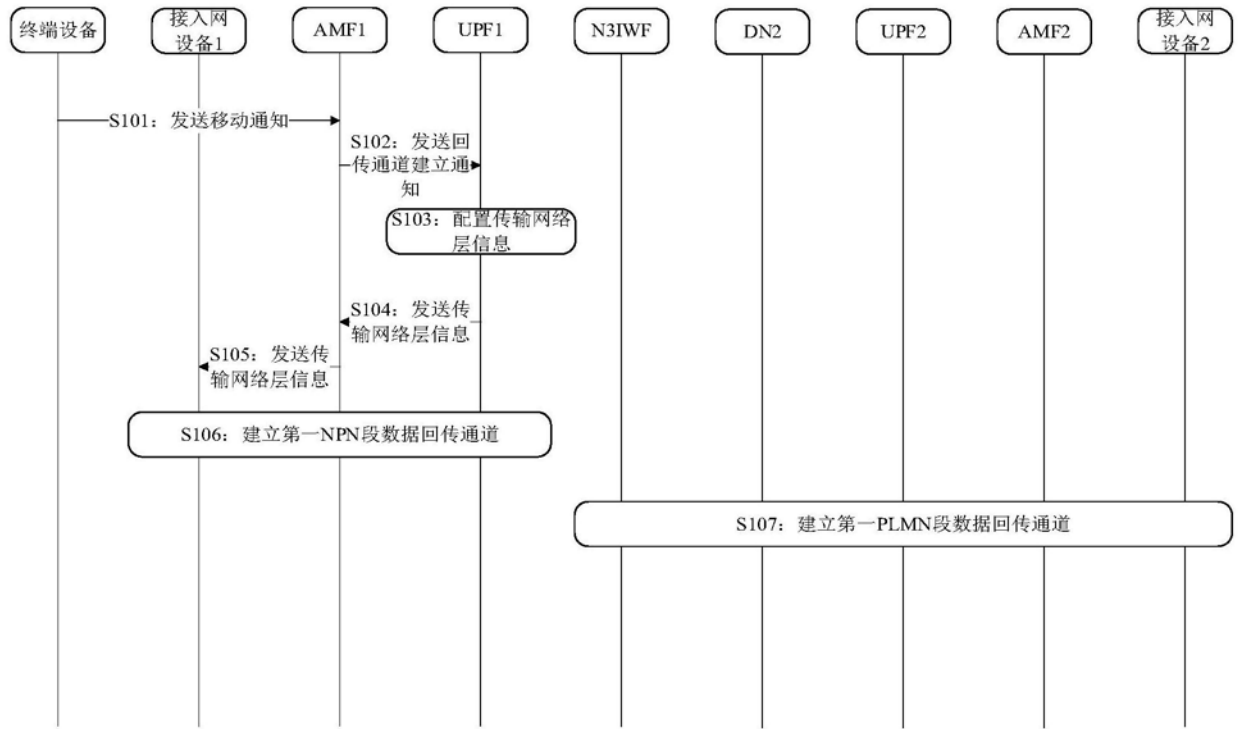 终端设备
接入网
设备1
AMF1
UPF1
N3IWF
DN2
UPF2
AMF2
接入网
设备2
S101：发送移动通知
S102：发送回
传通道建立通
知
S103：配置传输网络
层信息
S104：发送传
输网络层信息
S105：发送传
输网络层信息
S106：建立第一NPN段数据回传通道
S107：建立第一PLMN段数据回传通道